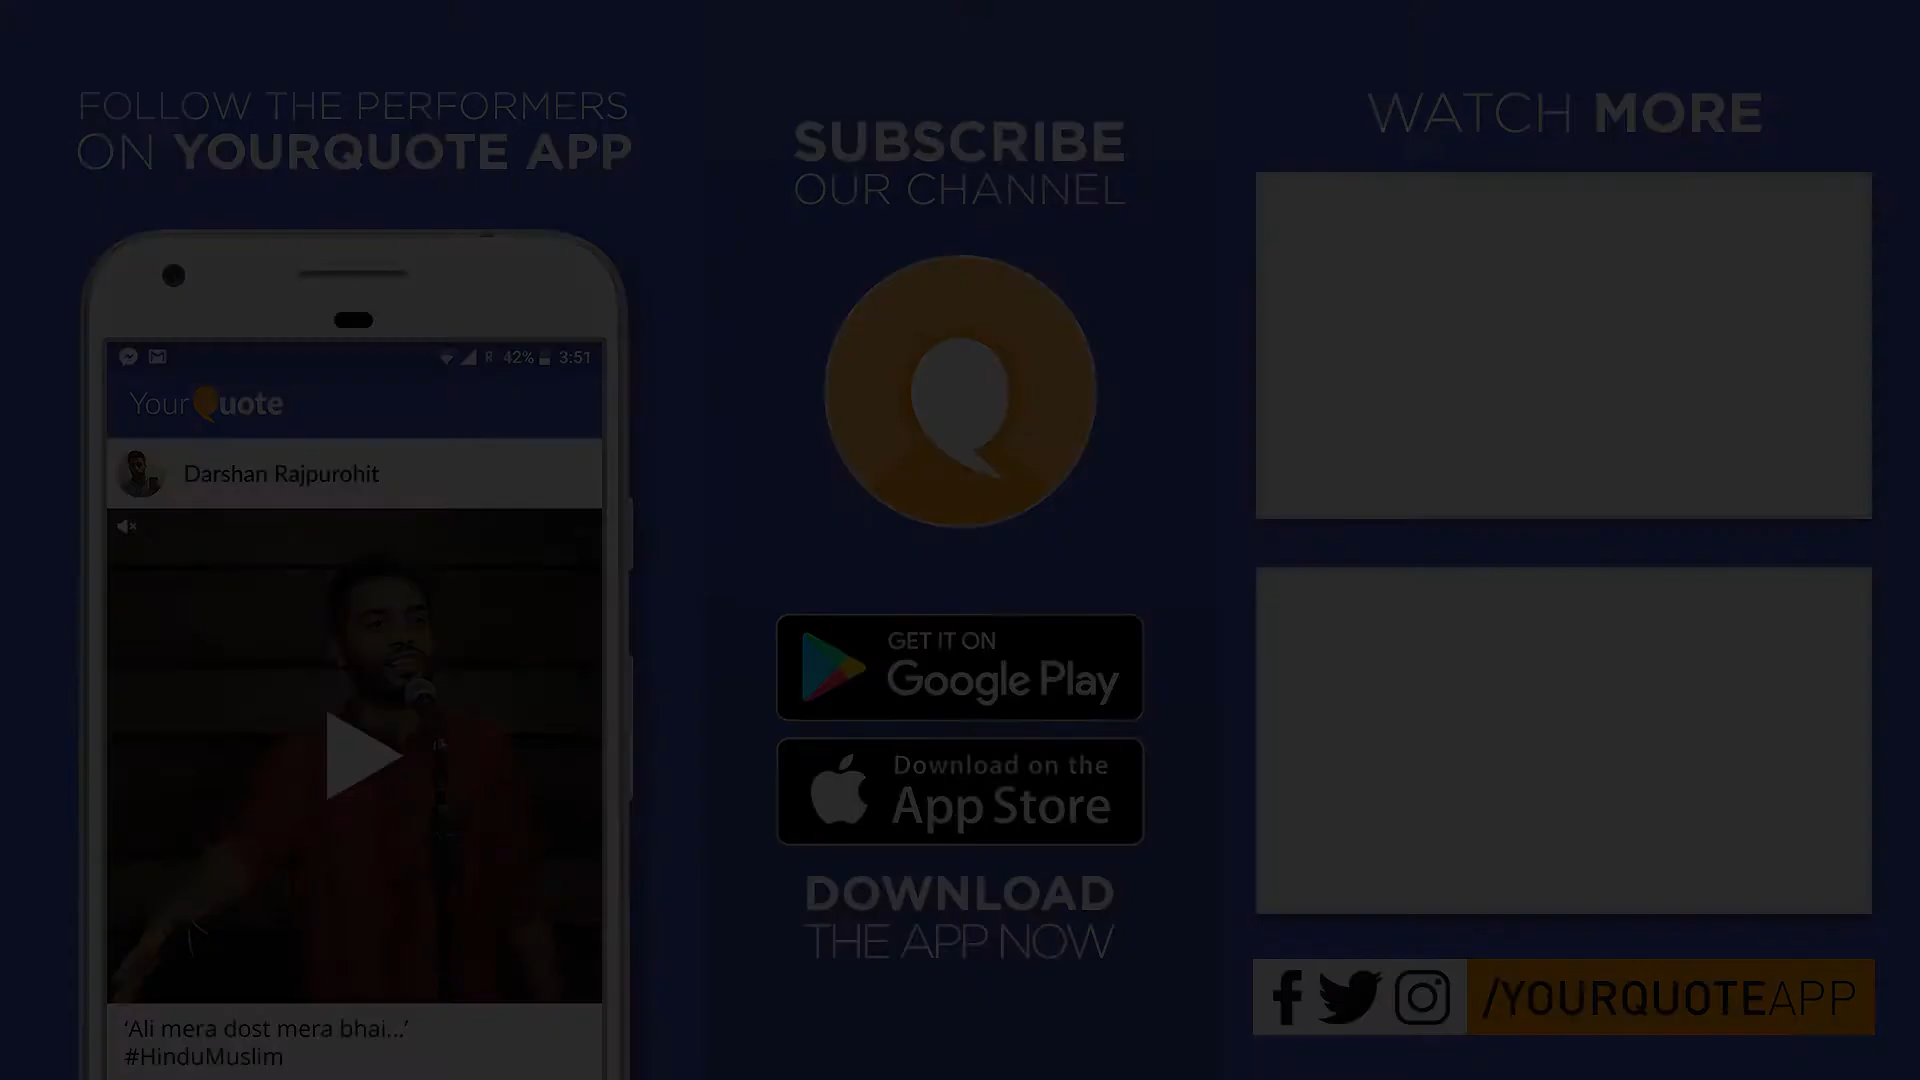 FOLLOW THE PERFORMERS
ON YOURQUOTE APP
R 42% 3:51
YourQuote
Darshan Rajpurohit
‘Ali mera dost mera bhai...’
#HinduMuslim
SUBSCRIBE
OUR CHANNEL
GET IT ON
Google Play
Download on the
App Store
DOWNLOAD
THE APP NOW
WATCH MORE
/YOURQUOTEAPP